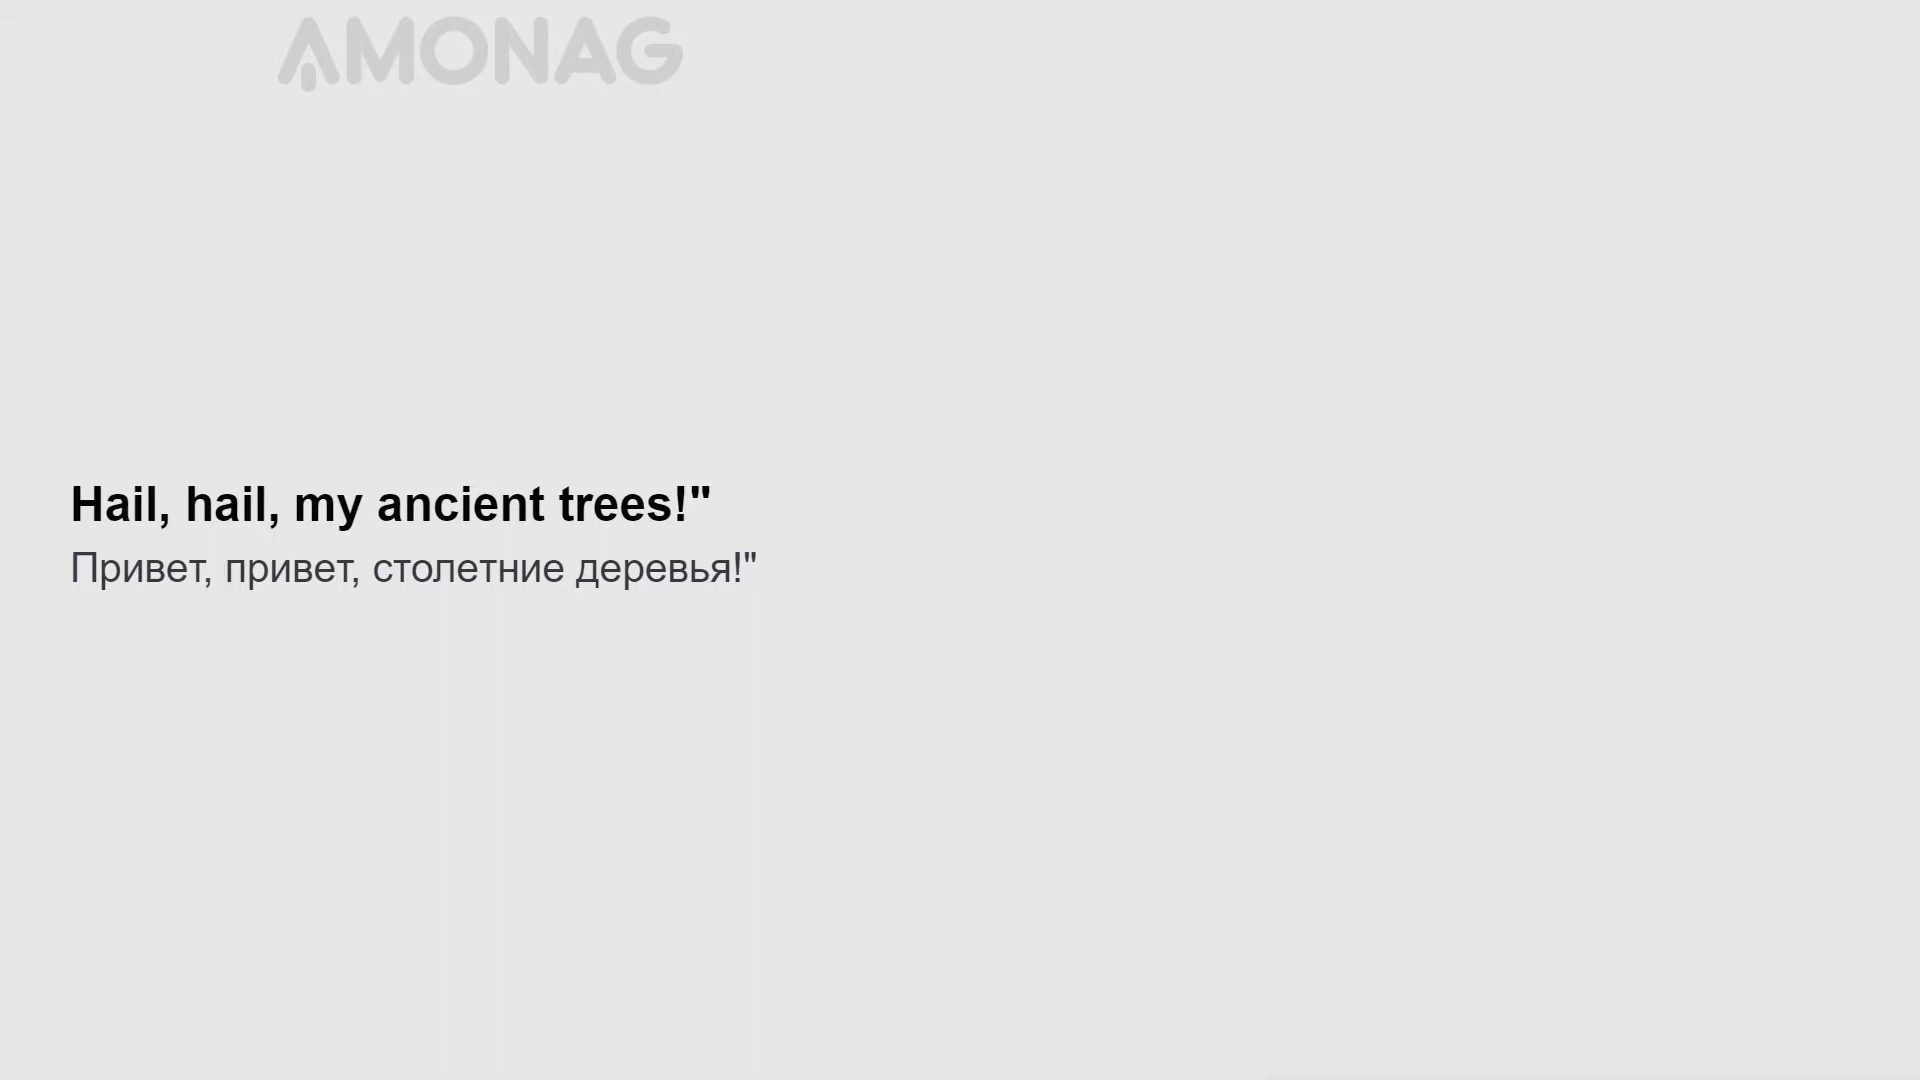 AMONAG
Hail, hail, my ancient trees!"
Привет, привет, столетние деревья!"